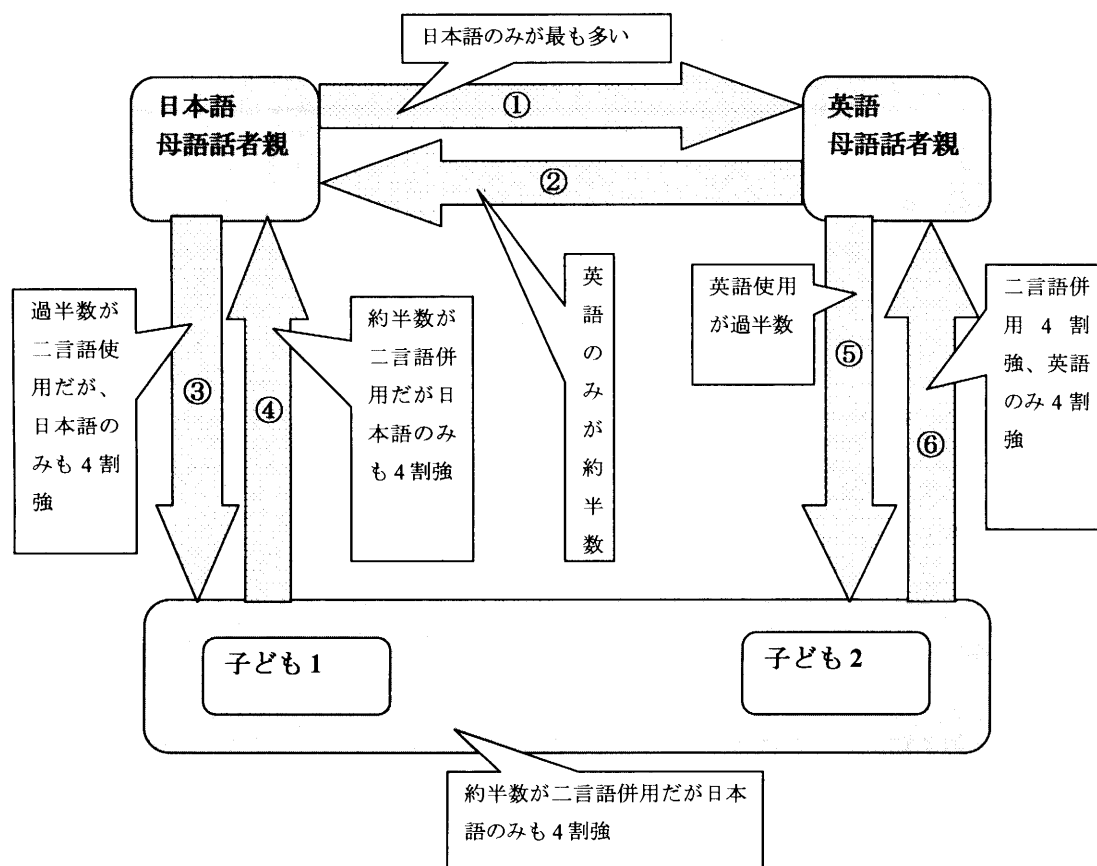 日本語のみが最も多い
日本語
母語話者親
①
英語
母語話者親
②
過半数が
二言語使
用だが、
日本語の
みも4割
強
③
④
約半数が
二言語併
用だが日
本語のみ
も4割強
英語のみが約半数
英語使用
が過半数
⑤
⑥
二言語併
用4割
強、英語
のみ4割
強
子ども1
子ども2
約半数が二言語併用だが日本
語のみも4割強